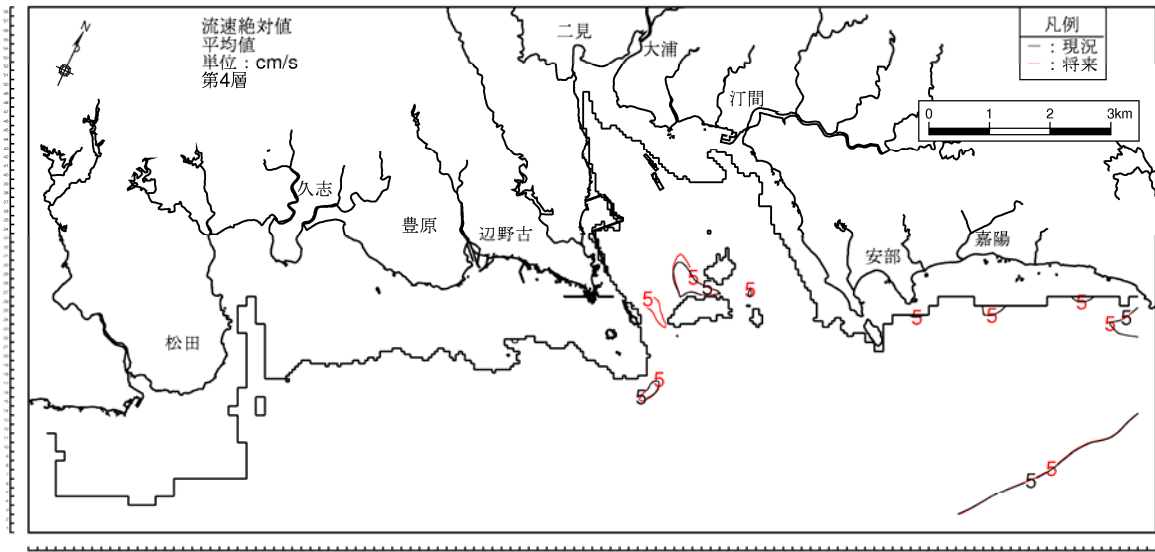 流速絶対値
平均値
単位：cm/s
第4層
N
凡例
－：現況
－：将来
0 1 2 3km
二見
大浦
汀間
久志
豊原
辺野古
安部
嘉陽
松田
5
5
5
5
5
5
5
5
5
5
5
5
5
5